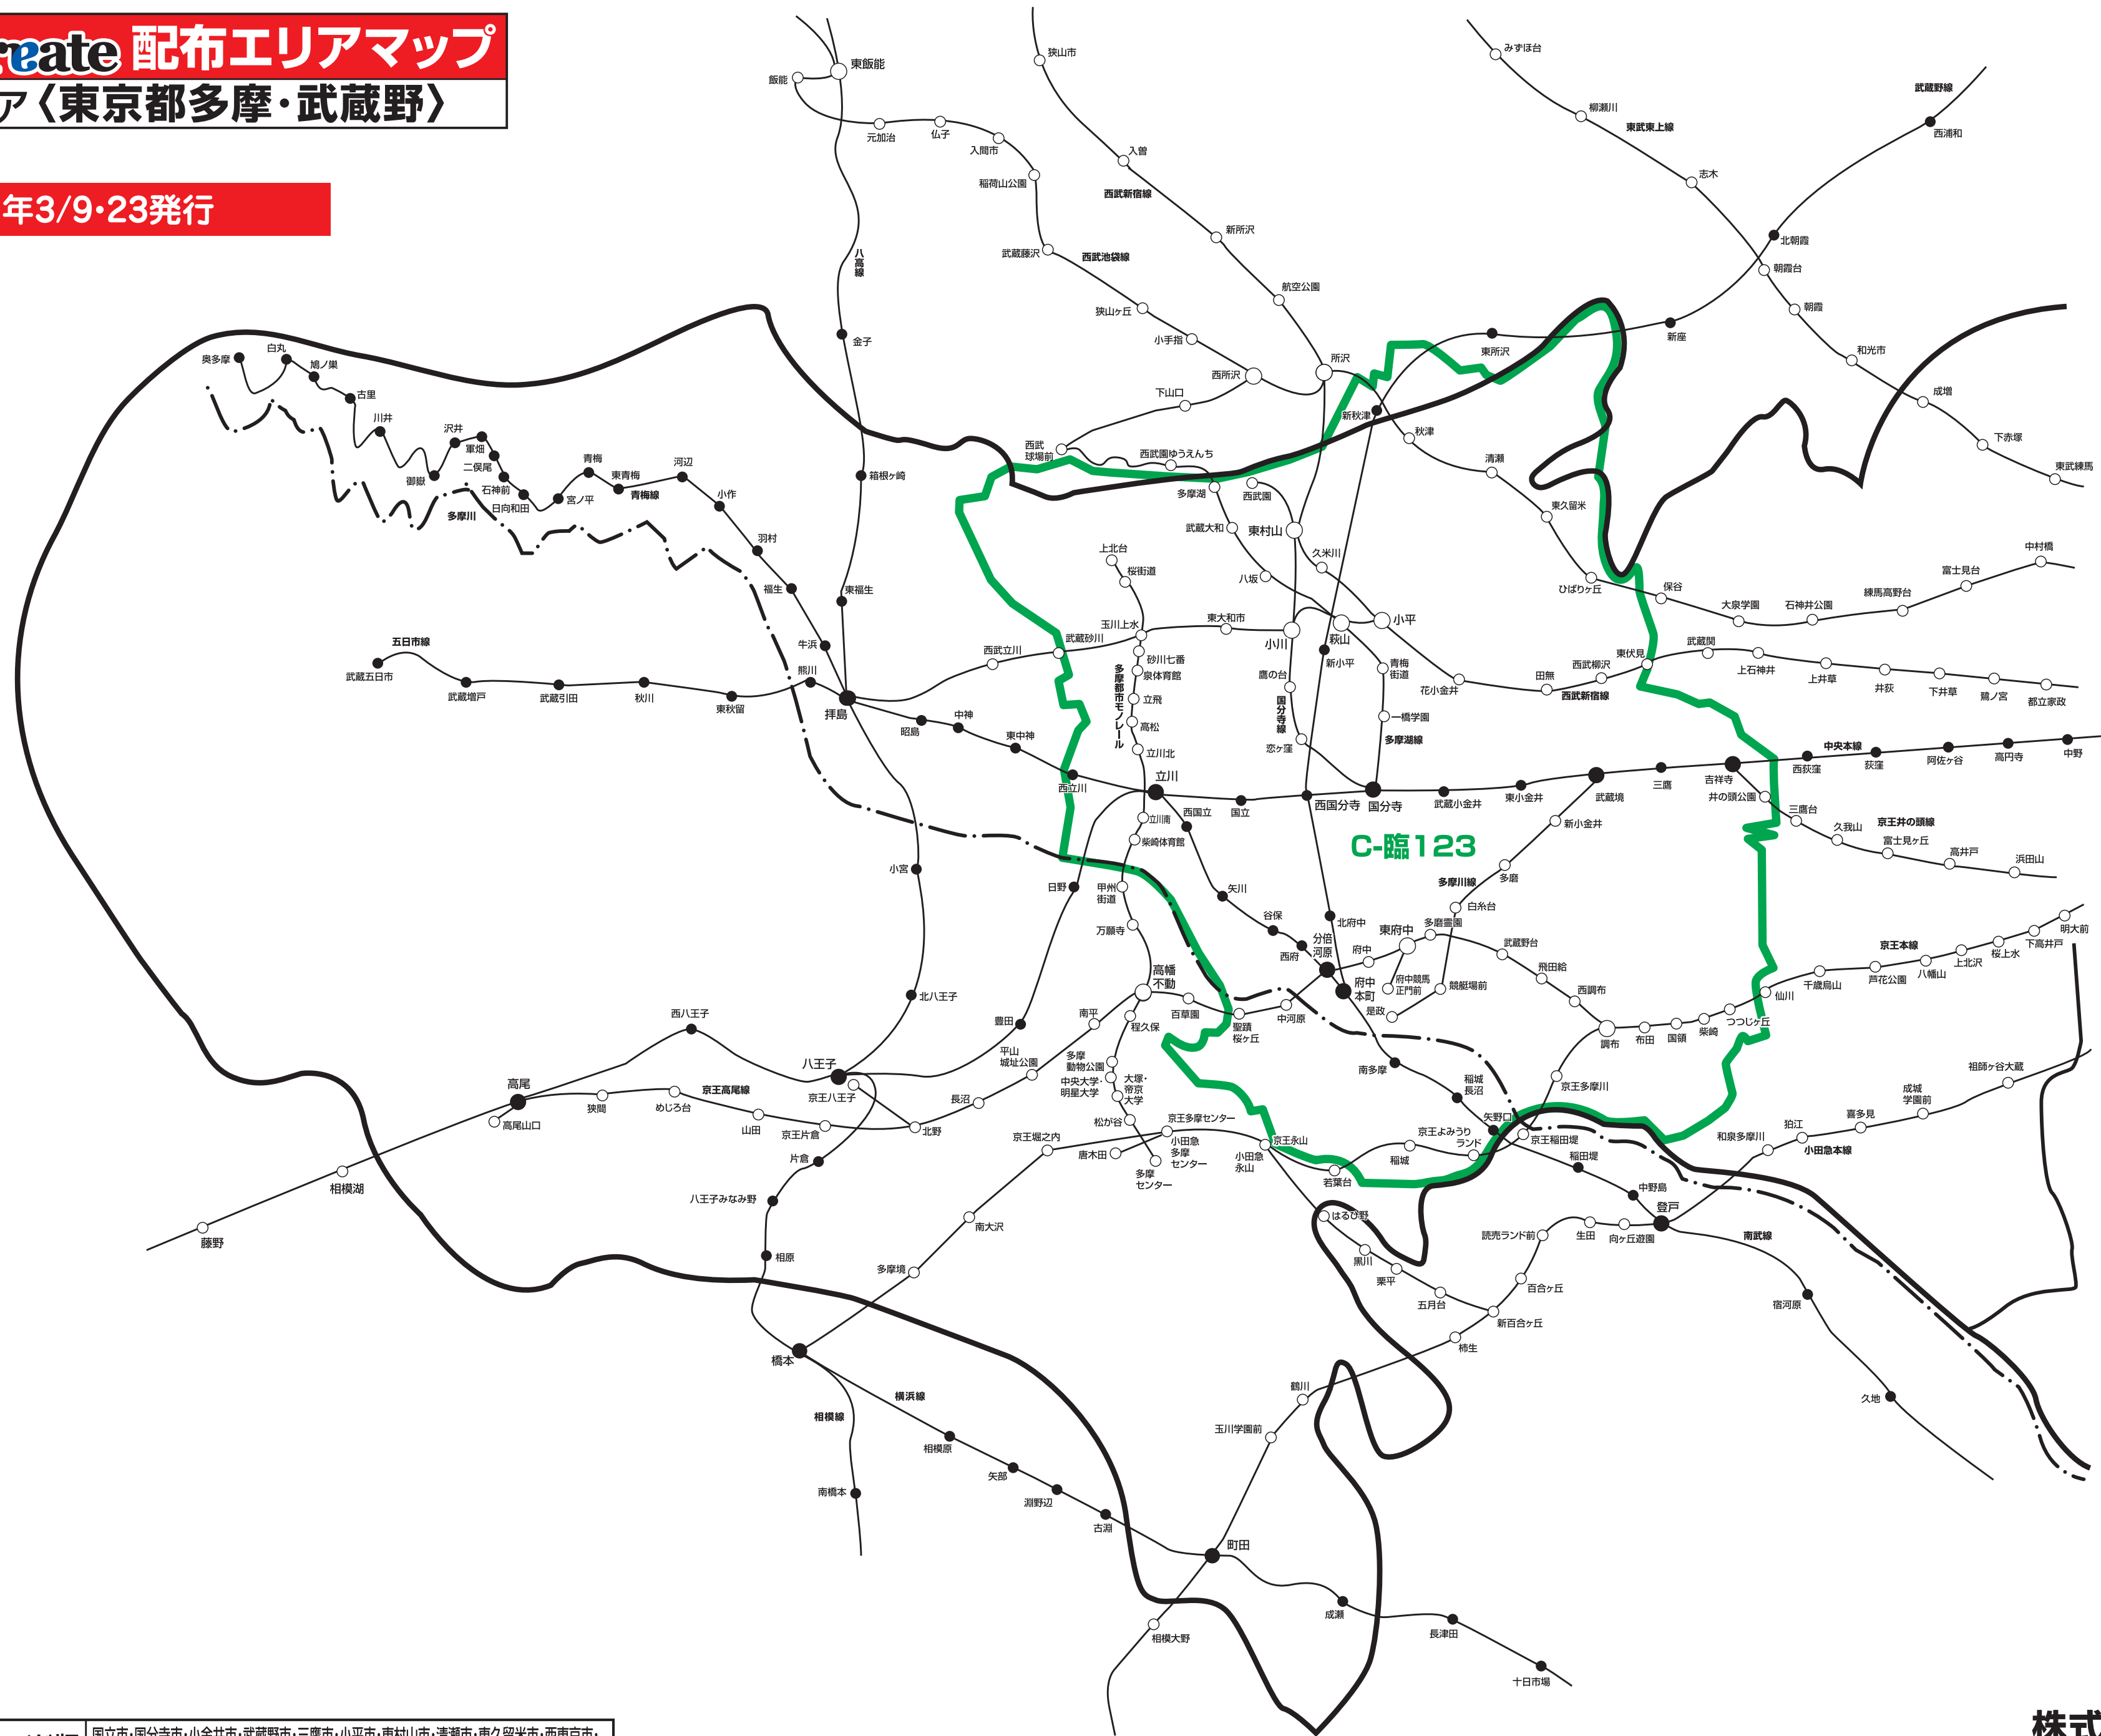 reate 配布エリアマップ
ア〈東京都多摩・武蔵野〉
年3/9・23発行
東飯能
飯能
元加治
仏子
入間市
稲荷山公園
武蔵藤沢
西武池袋線
狭山ヶ丘
小手指
西所沢
下山口
西武
球場前
狭山市
入曽
西武新宿線
新所沢
航空公園
所沢
みずほ台
柳瀬川
東武東上線
志木
武蔵野線
西浦和
北朝霞
朝霞台
朝霞
和光市
成増
下赤塚
東武練馬
新座
東所沢
新秋津
秋津
清瀬
東久留米
ひばりヶ丘
保谷
大泉学園
石神井公園
練馬高野台
富士見台
中村橋
八高線
金子
箱根ヶ崎
東福生
奥多摩
白丸
鳩ノ巣
古里
川井
御嶽
沢井
軍畑
二俣尾
石神前
日向和田
宮ノ平
青梅
東青梅
青梅線
河辺
小作
羽村
福生
牛浜
多摩川
五日市線
武蔵五日市
武蔵増戸
武蔵引田
秋川
東秋留
熊川
拝島
昭島
中神
東中神
西立川
立川
西武立川
武蔵砂川
玉川上水
東大和市
小川
萩山
小平
西武園ゆうえんち
多摩湖
西武園
武蔵大和
東村山
八坂
久米川
上北台
桜街道
砂川七番
泉体育館
立飛
高松
立川北
多摩都市モノレール
立川南
柴崎体育館
甲州
街道
万願寺
高幡
不動
鷹の台
国分寺線
恋ヶ窪
新小平
青梅
街道
一橋学園
多摩湖線
花小金井
田無
西武新宿線
西武柳沢
東伏見
武蔵関
上石神井
上井草
井荻
下井草
鷺ノ宮
都立家政
西国立
国立
西国分寺
国分寺
武蔵小金井
東小金井
武蔵境
三鷹
吉祥寺
西荻窪
中央本線
荻窪
阿佐ヶ谷
高円寺
中野
C-臨123
新小金井
多磨
多摩川線
白糸台
競艇場前
是政
井の頭公園
三鷹台
久我山
京王井の頭線
富士見ヶ丘
高井戸
浜田山
小宮
北八王子
日野
豊田
矢川
谷保
西府
分倍
河原
北府中
府中
本町
府中
東府中
府中競馬
正門前
多磨霊園
武蔵野台
飛田給
西調布
調布
布田
国領
柴崎
つつじヶ丘
仙川
千歳烏山
芦花公園
八幡山
上北沢
桜上水
下高井戸
明大前
京王本線
西八王子
高尾
高尾山口
狭間
めじろ台
京王高尾線
山田
京王片倉
八王子
京王八王子
北野
長沼
平山
城址公園
南平
百草園
聖蹟
桜ヶ丘
中河原
程久保
多摩
動物公園
中央大学・
明星大学
大塚・
帝京
大学
松が谷
多摩
センター
片倉
八王子みなみ野
相原
橋本
相模湖
藤野
多摩境
南大沢
京王堀之内
唐木田
京王多摩センター
小田急
多摩
センター
小田急
永山
京王永山
若葉台
稲城
京王よみうり
ランド
京王稲田堤
京王多摩川
南多摩
稲城
長沼
矢野口
稲田堤
中野島
登戸
和泉多摩川
狛江
小田急本線
喜多見
成城
学園前
祖師ヶ谷大蔵
はるひ野
黒川
栗平
五月台
新百合ヶ丘
柿生
百合ヶ丘
読売ランド前
生田
向ヶ丘遊園
南武線
宿河原
久地
鶴川
玉川学園前
町田
相模大野
横浜線
相模線
南橋本
相模原
矢部
淵野辺
古淵
成瀬
長津田
十日市場
国立市・国分寺市・小金井市・武蔵野市・三鷹市・小平市・東村山市・清瀬市・東久留米市・西東京市・
株式